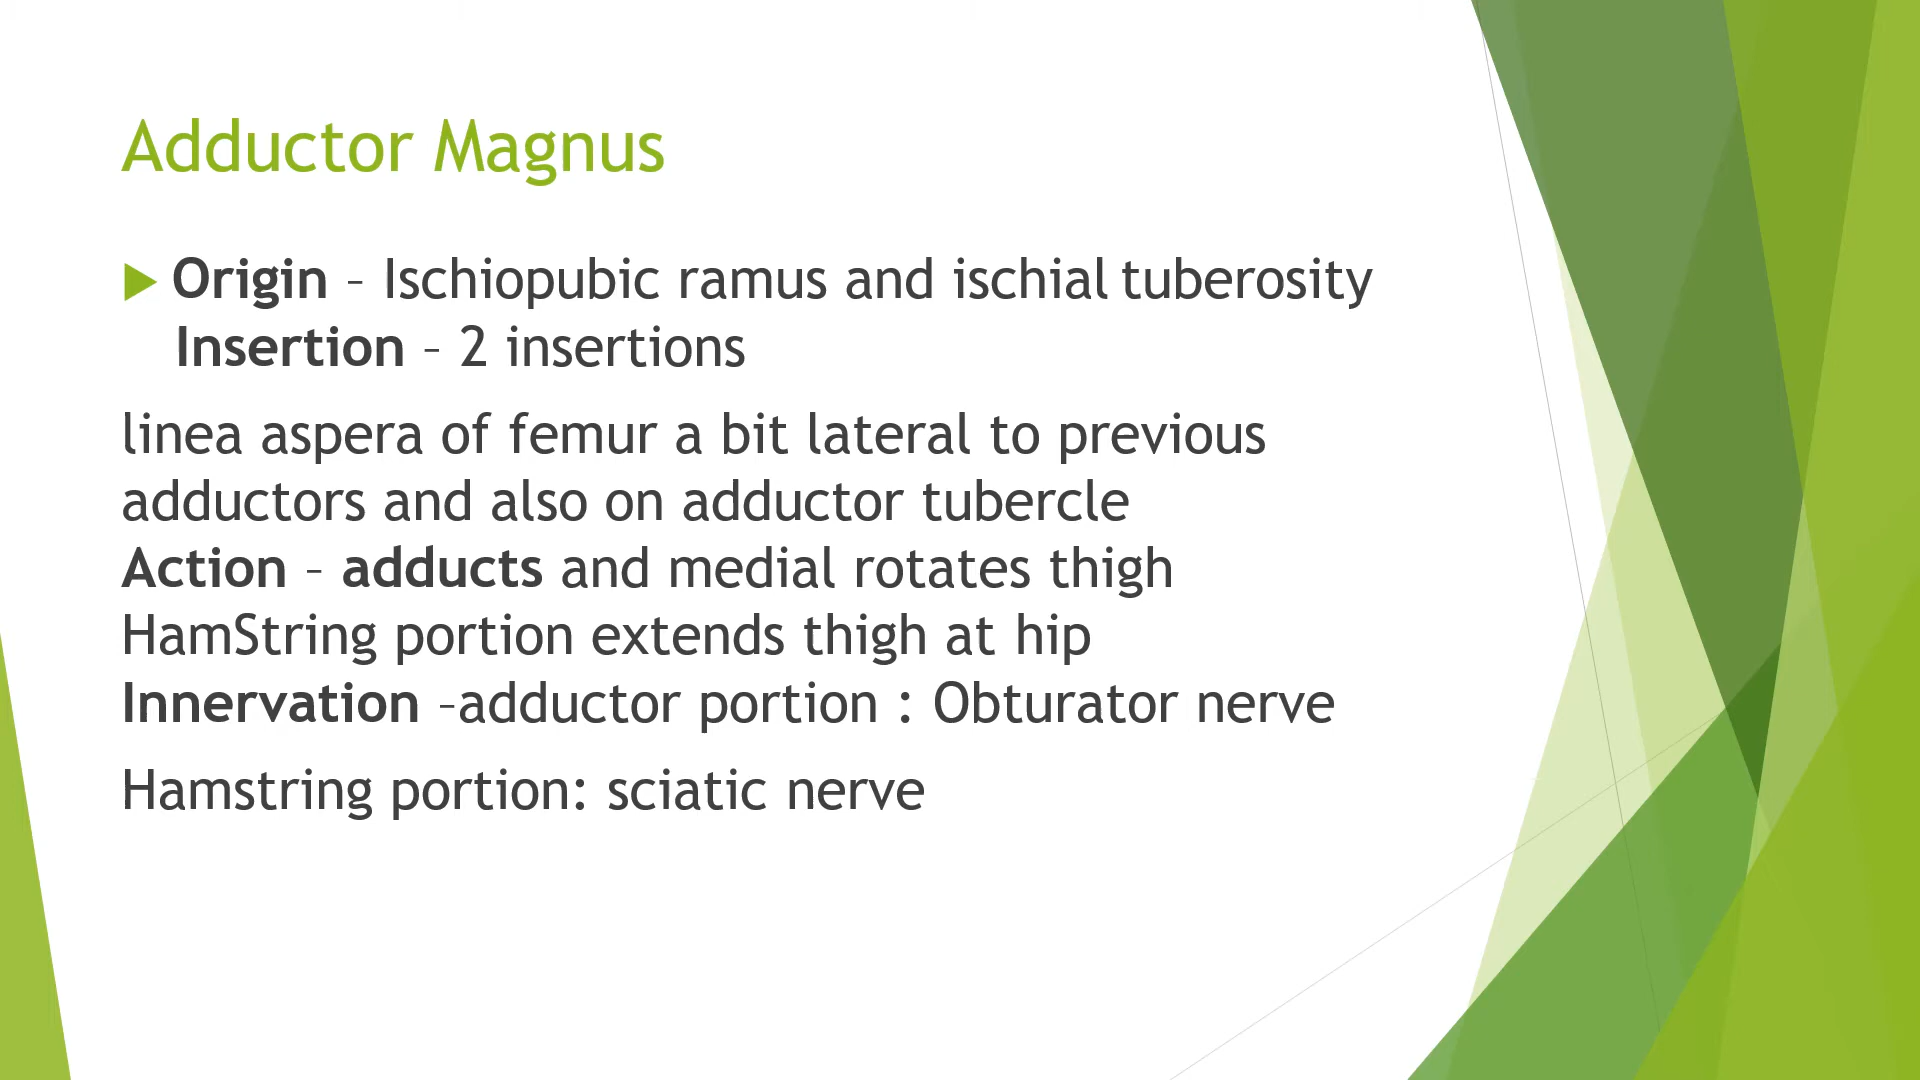 Adductor Magnus
Origin – Ischiopubic ramus and ischial tuberosity
Insertion – 2 insertions
linea aspera of femur a bit lateral to previous
adductors and also on adductor tubercle
Action – adducts and medial rotates thigh
HamString portion extends thigh at hip
Innervation –adductor portion : Obturator nerve
Hamstring portion: sciatic nerve